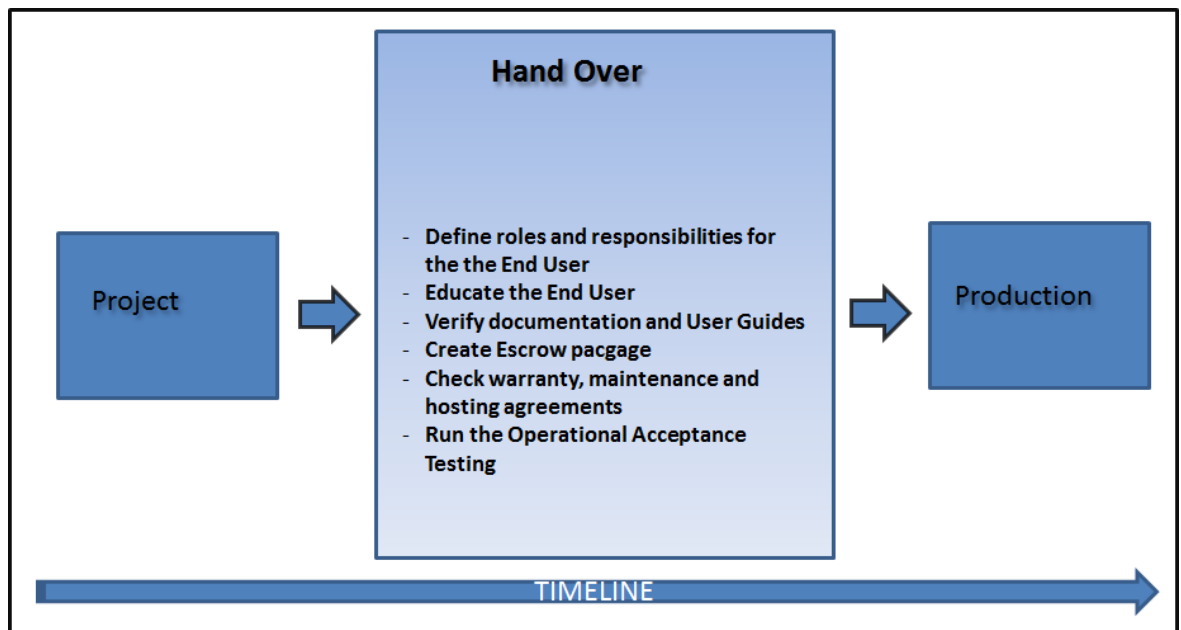 Hand Over
Project
- Define roles and responsibilities for
the the End User
- Educate the End User
- Verify documentation and User Guides
- Create Escrow pacgage
- Check warranty, maintenance and
hosting agreements
- Run the Operational Acceptance
Testing
Production
TIMELINE